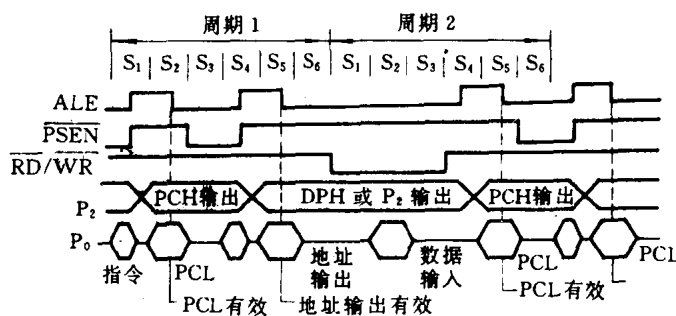 周期1 周期2
S₁ S₂ S₃ S₄ S₅ S₆ S₁ S₂ S₃ S₄ S₅ S₆
ALE
PSEN
RD/WR
P₂ PCH输出 DPH 或 P₂ 输出 PCH输出
P₀
指令 PCL 地址输出 数据输入 PCL PCL
PCL有效 地址输出有效 PCL有效